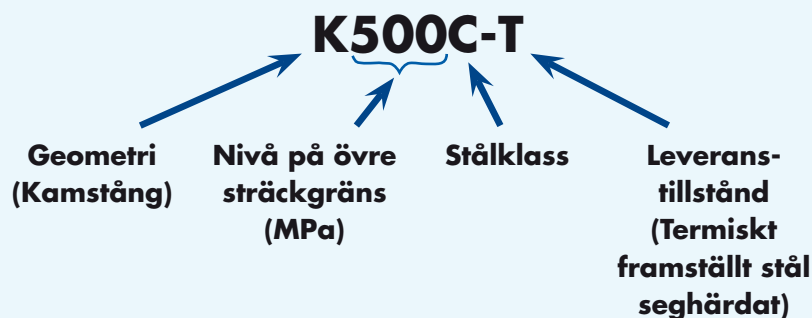 K500C-T
Geometri
(Kamstång)
Nivå på övre
sträckgräns
(MPa)
Stålklass
Leverans-
tillstånd
(Termiskt
framställt stål
seghärdat)